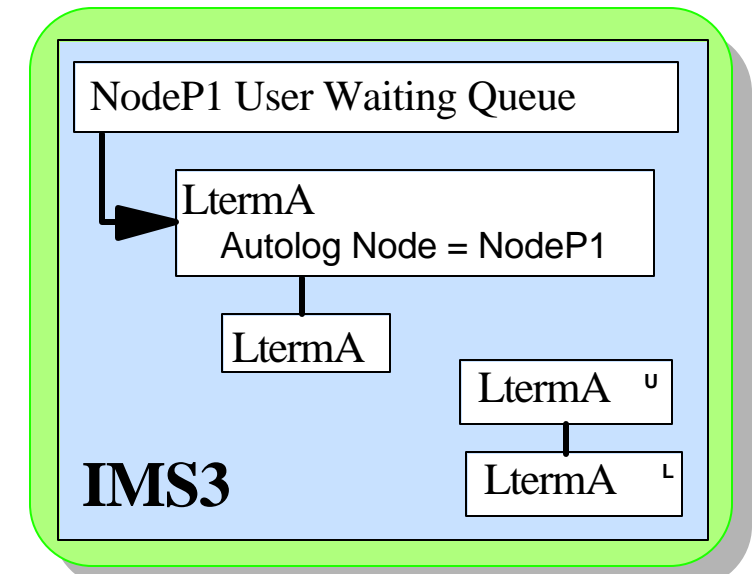 NodeP1 User Waiting Queue
LtermA
Autolog Node = NodeP1
LtermA
LtermA U
LtermA L
IMS3